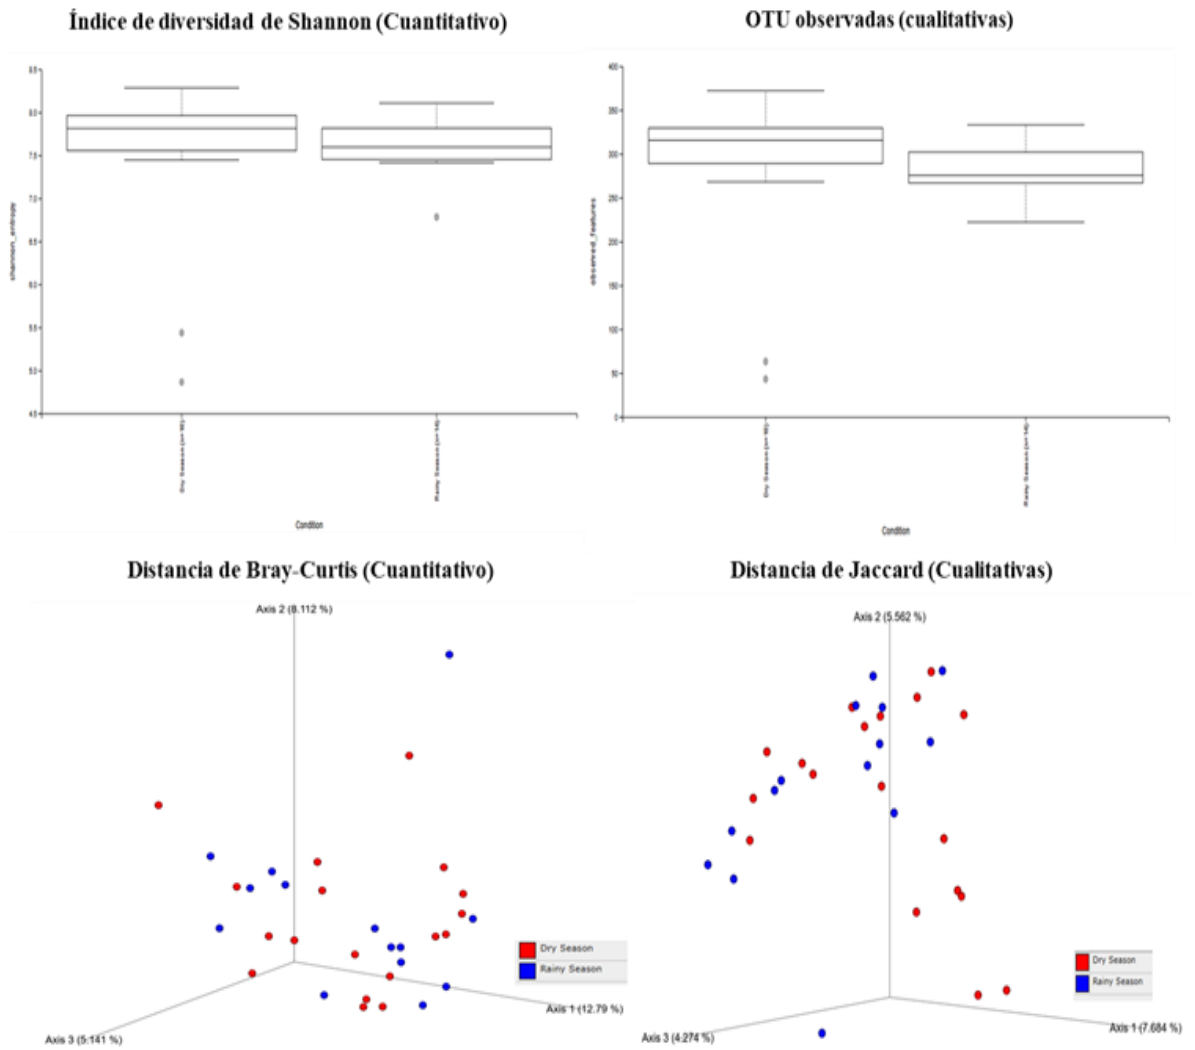 Índice de diversidad de Shannon (Cuantitativo)
OTU observadas (cualitativas)
8.5
8.0
7.5
7.0
6.5
6.0
5.5
5.0
4.5
shannon_entropy
Condition
400
350
300
250
200
150
100
50
0
observed_features
Condition
Distancia de Bray-Curtis (Cuantitativo)
Distancia de Jaccard (Cualitativas)
Axis 2 (8.112 %)
Dry Season
Rainy Season
Axis 1 (12.79 %)
Axis 3 (5.141 %)
Axis 2 (5.562 %)
Dry Season
Rainy Season
Axis 1 (7.684 %)
Axis 3 (4.274 %)